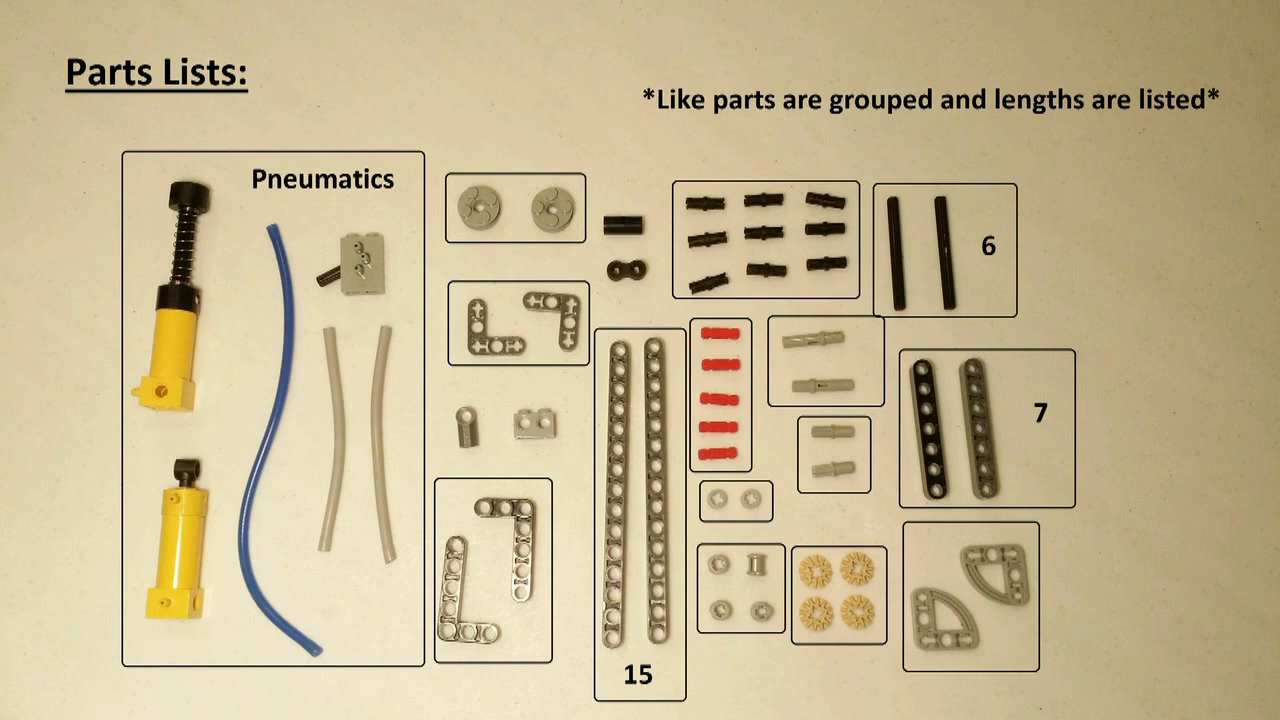 Parts Lists:
*Like parts are grouped and lengths are listed*
Pneumatics
6
7
15